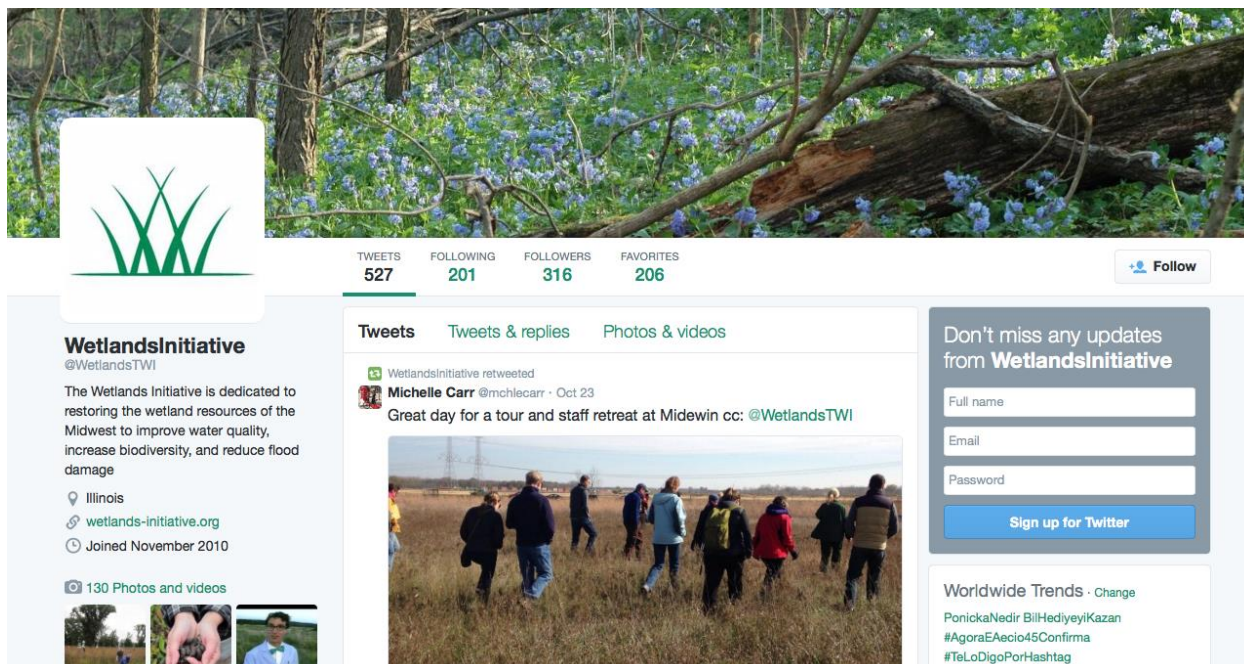 TWEETS
527
FOLLOWING
201
FOLLOWERS
316
FAVORITES
206
Follow
WetlandsInitiative
@WetlandsTWI
The Wetlands Initiative is dedicated to
restoring the wetland resources of the
Midwest to improve water quality,
increase biodiversity, and reduce flood
damage
Illinois
wetlands-initiative.org
Joined November 2010
130 Photos and videos
Tweets
Tweets & replies
Photos & videos
WetlandsInitiative retweeted
Michelle Carr @mchlecarr · Oct 23
Great day for a tour and staff retreat at Midewin cc: @WetlandsTWI
Don't miss any updates
from WetlandsInitiative
Full name
Email
Password
Sign up for Twitter
Worldwide Trends · Change
PonickaNedir BilHediyeyiKazan
#AgoraEAecio45Confirma
#TeLoDigoPorHashtag